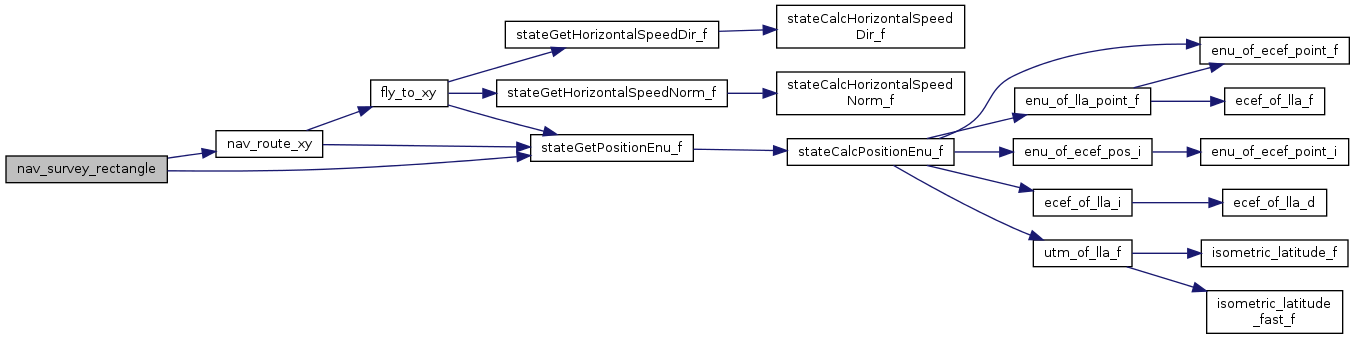 nav_survey_rectangle
nav_route_xy
fly_to_xy
stateGetHorizontalSpeedDir_f
stateCalcHorizontalSpeed
Dir_f
stateGetHorizontalSpeedNorm_f
stateCalcHorizontalSpeed
Norm_f
stateGetPositionEnu_f
stateCalcPositionEnu_f
enu_of_ecef_point_f
enu_of_lla_point_f
ecef_of_lla_f
enu_of_ecef_pos_i
enu_of_ecef_point_i
ecef_of_lla_i
ecef_of_lla_d
utm_of_lla_f
isometric_latitude_f
isometric_latitude
_fast_f